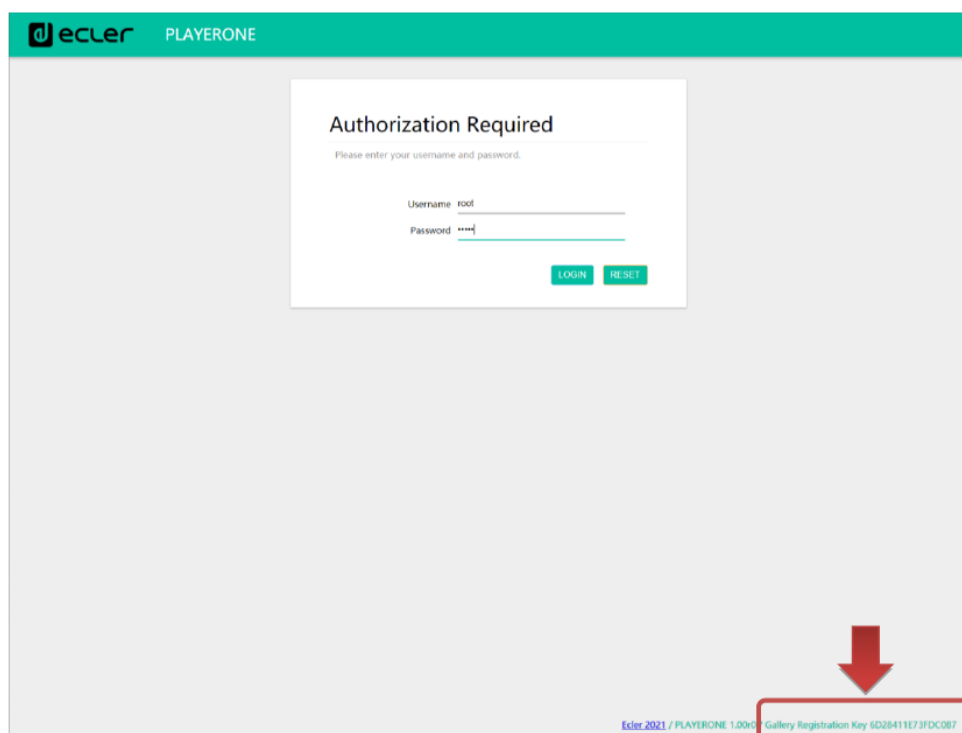 ecler PLAYERONE
Authorization Required
Please enter your username and password.
Username root
Password •••••
LOGIN RESET
Ecler 2021 / PLAYERONE 1.00r0 / Gallery Registration Key 6D28411E73FDC0B7